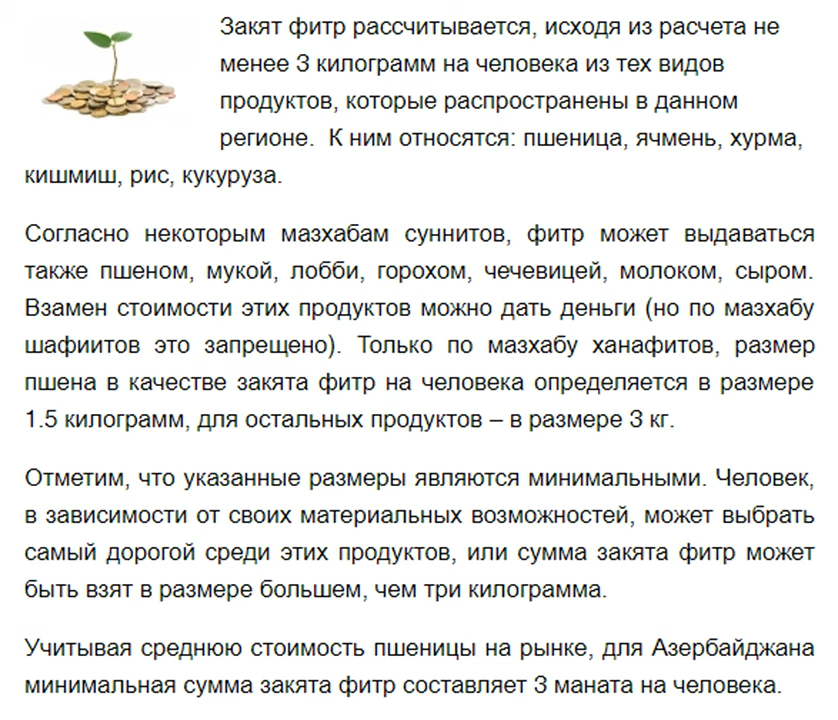 Закят фитр рассчитывается, исходя из расчета не
менее 3 килограмм на человека из тех видов
продуктов, которые распространены в данном
регионе.  К ним относятся: пшеница, ячмень, хурма,
кишмиш, рис, кукуруза.
Согласно некоторым мазхабам суннитов, фитр может выдаваться
также пшеном, мукой, лобби, горохом, чечевицей, молоком, сыром.
Взамен стоимости этих продуктов можно дать деньги (но по мазхабу
шафиитов это запрещено). Только по мазхабу ханафитов, размер
пшена в качестве закята фитр на человека определяется в размере
1.5 килограмм, для остальных продуктов – в размере 3 кг.
Отметим, что указанные размеры являются минимальными. Человек,
в зависимости от своих материальных возможностей, может выбрать
самый дорогой среди этих продуктов, или сумма закята фитр может
быть взят в размере большем, чем три килограмма.
Учитывая среднюю стоимость пшеницы на рынке, для Азербайджана
минимальная сумма закята фитр составляет 3 маната на человека.